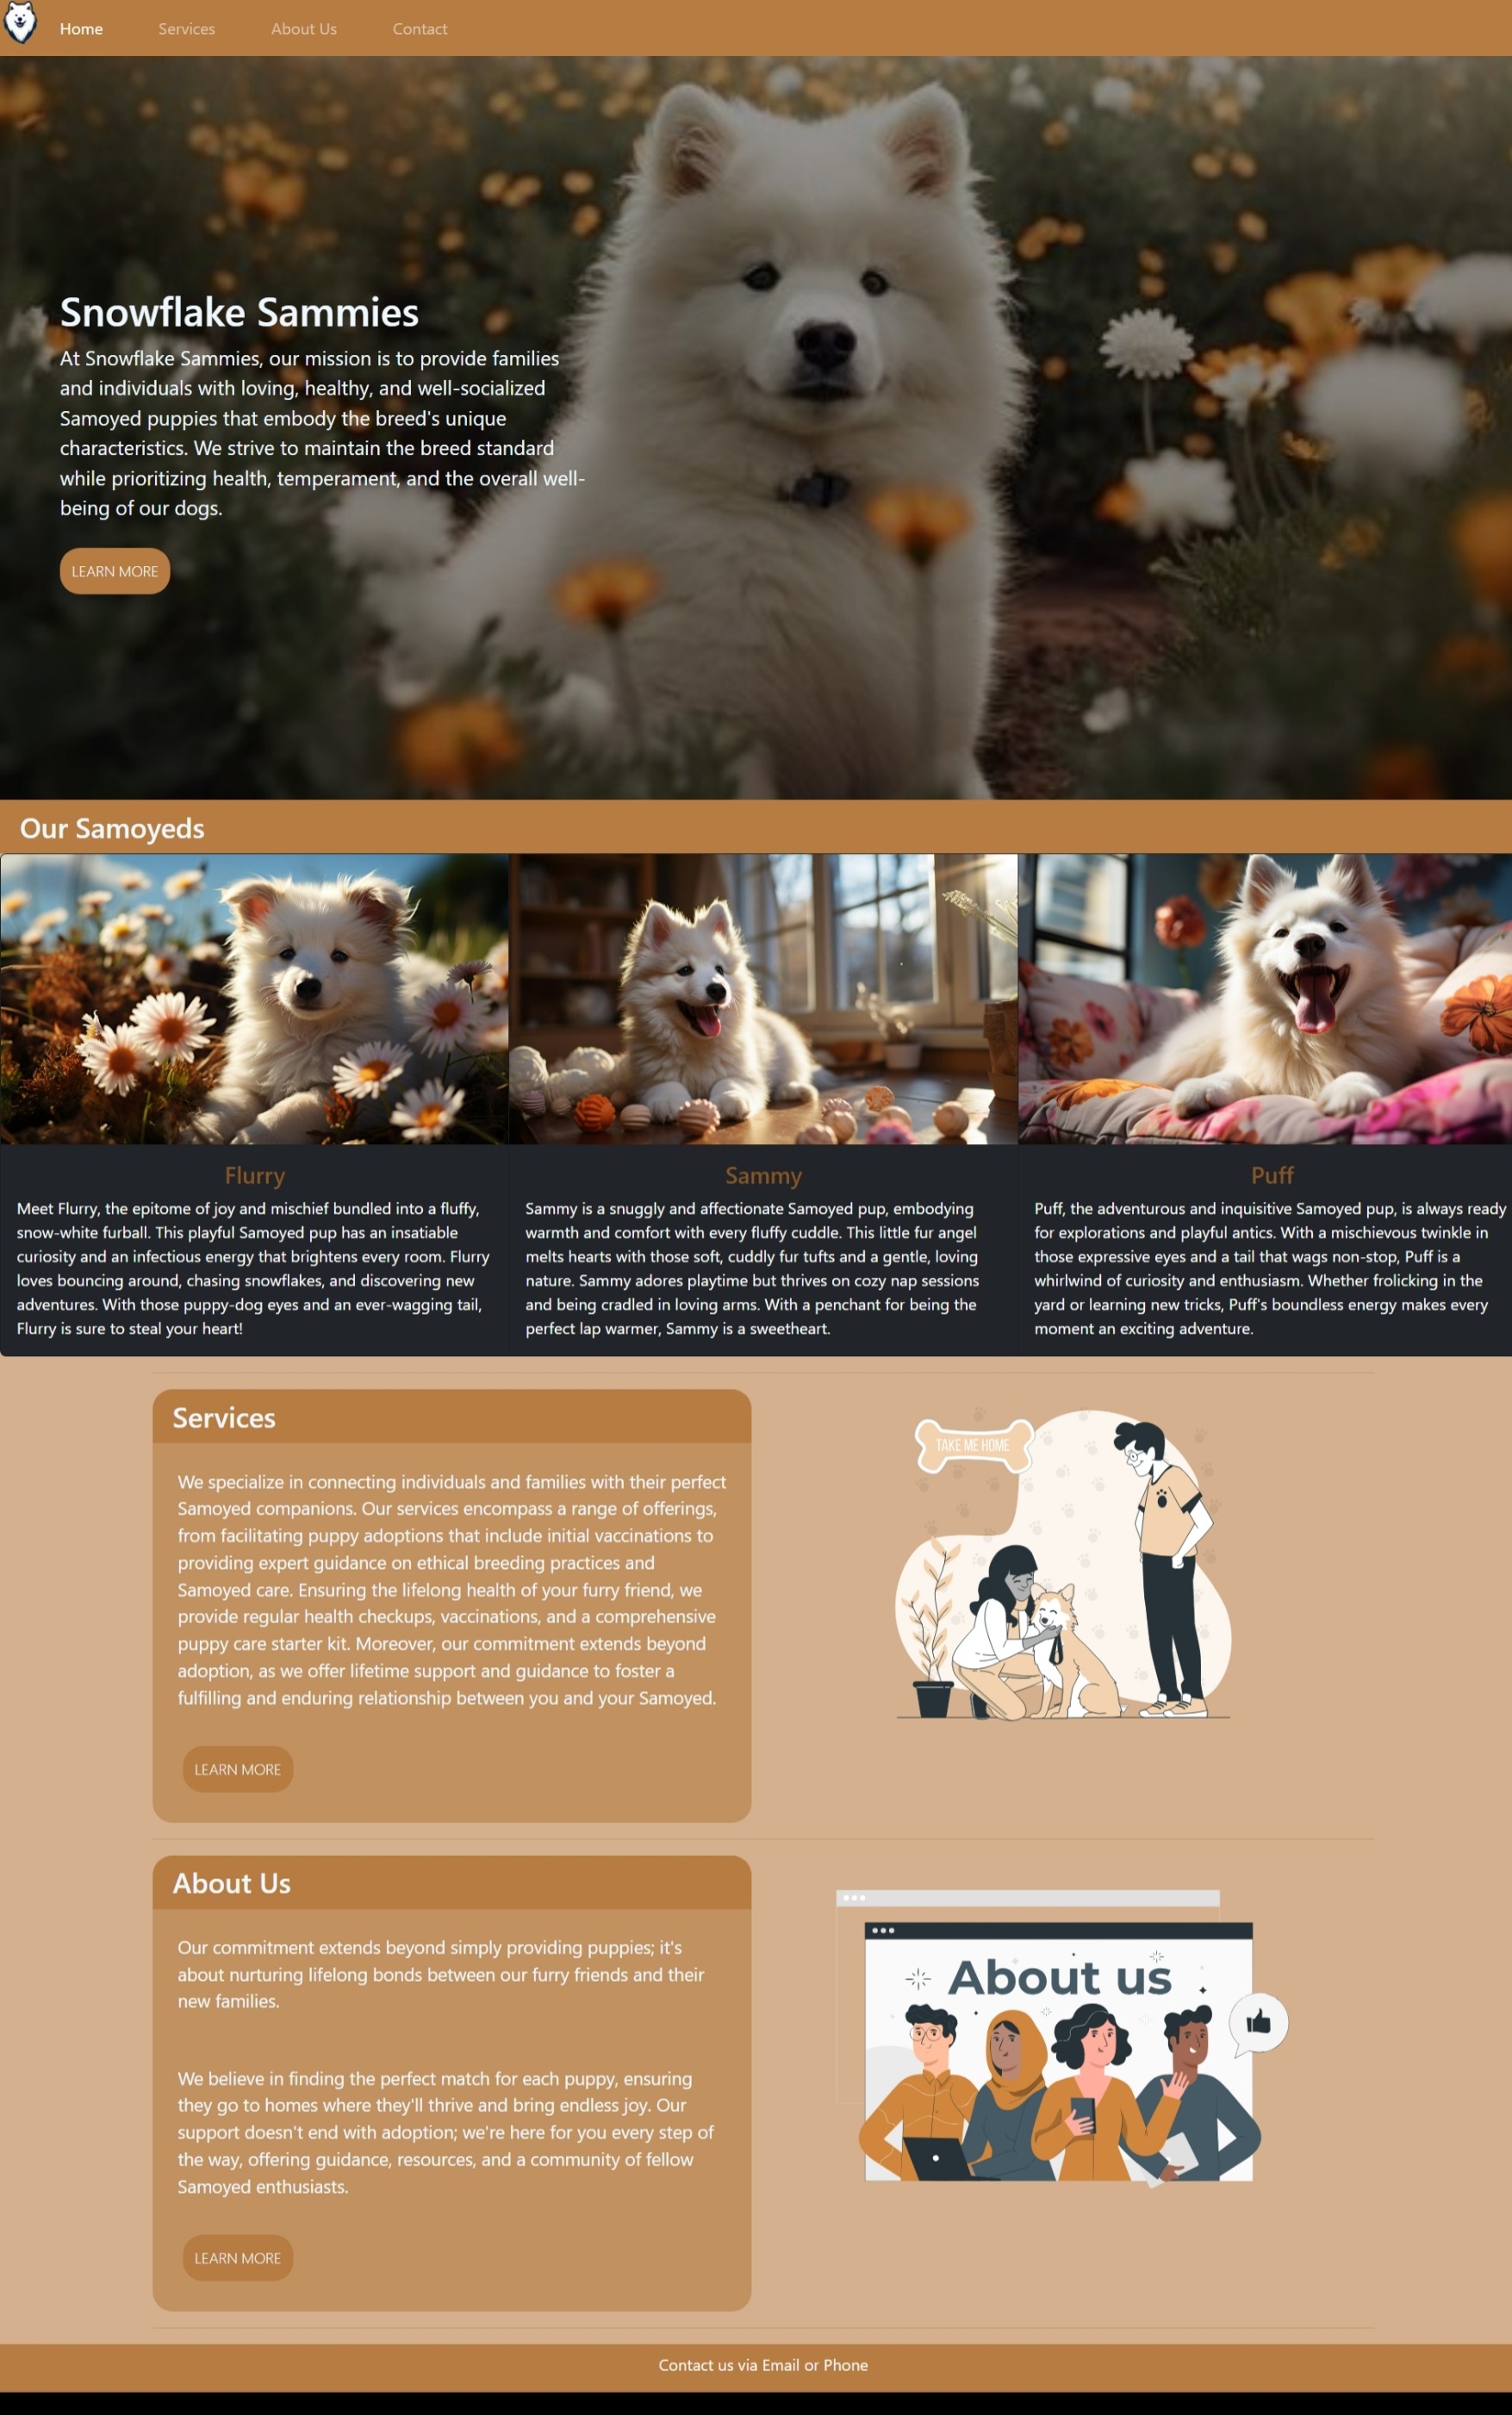 Home Services About Us Contact
Snowflake Sammies
At Snowflake Sammies, our mission is to provide families
and individuals with loving, healthy, and well-socialized
Samoyed puppies that embody the breed's unique
characteristics. We strive to maintain the breed standard
while prioritizing health, temperament, and the overall well-
being of our dogs.
LEARN MORE
Our Samoyeds
Flurry
Meet Flurry, the epitome of joy and mischief bundled into a fluffy,
snow-white furball. This playful Samoyed pup has an insatiable
curiosity and an infectious energy that brightens every room. Flurry
loves bouncing around, chasing snowflakes, and discovering new
adventures. With those puppy-dog eyes and an ever-wagging tail,
Flurry is sure to steal your heart!
Sammy
Sammy is a snuggly and affectionate Samoyed pup, embodying
warmth and comfort with every fluffy cuddle. This little fur angel
melts hearts with those soft, cuddly fur tufts and a gentle, loving
nature. Sammy adores playtime but thrives on cozy nap sessions
and being cradled in loving arms. With a penchant for being the
perfect lap warmer, Sammy is a sweetheart.
Puff
Puff, the adventurous and inquisitive Samoyed pup, is always ready
for explorations and playful antics. With a mischievous twinkle in
those expressive eyes and a tail that wags non-stop, Puff is a
whirlwind of curiosity and enthusiasm. Whether frolicking in the
yard or learning new tricks, Puff's boundless energy makes every
moment an exciting adventure.
Services
We specialize in connecting individuals and families with their perfect
Samoyed companions. Our services encompass a range of offerings,
from facilitating puppy adoptions that include initial vaccinations to
providing expert guidance on ethical breeding practices and
Samoyed care. Ensuring the lifelong health of your furry friend, we
provide regular health checkups, vaccinations, and a comprehensive
puppy care starter kit. Moreover, our commitment extends beyond
adoption, as we offer lifetime support and guidance to foster a
fulfilling and enduring relationship between you and your Samoyed.
LEARN MORE
TAKE ME HOME
About Us
Our commitment extends beyond simply providing puppies; it's
about nurturing lifelong bonds between our furry friends and their
new families.
We believe in finding the perfect match for each puppy, ensuring
they go to homes where they'll thrive and bring endless joy. Our
support doesn't end with adoption; we're here for you every step of
the way, offering guidance, resources, and a community of fellow
Samoyed enthusiasts.
LEARN MORE
About us
Contact us via Email or Phone